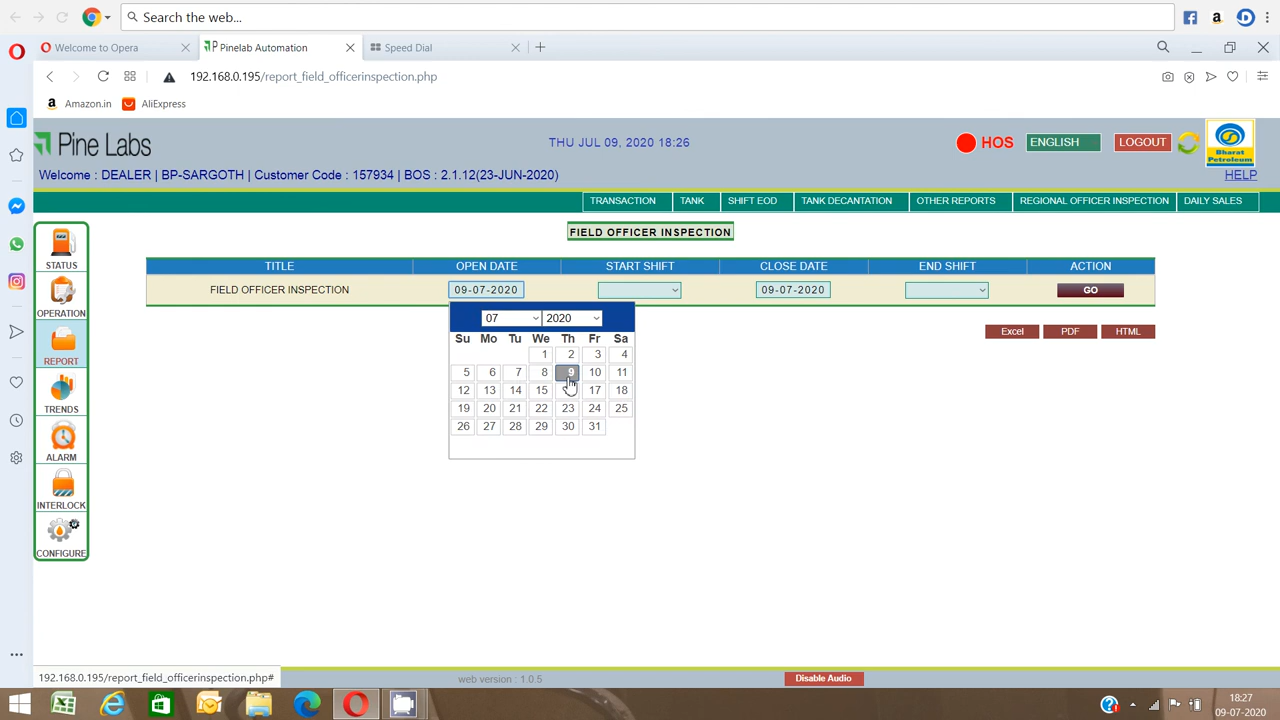 Search the web...
Welcome to Opera
Pinelab Automation
Speed Dial
192.168.0.195/report_field_officerinspection.php
Amazon.in
AliExpress
Pine Labs
THU JUL 09, 2020 18:26
HOS
ENGLISH
LOGOUT
Bharat Petroleum
Welcome : DEALER | BP-SARGOTH | Customer Code : 157934 | BOS : 2.1.12(23-JUN-2020)
HELP
TRANSACTION TANK SHIFT EOD TANK DECANTATION OTHER REPORTS REGIONAL OFFICER INSPECTION DAILY SALES
FIELD OFFICER INSPECTION
TITLE OPEN DATE START SHIFT CLOSE DATE END SHIFT ACTION
FIELD OFFICER INSPECTION 09-07-2020 09-07-2020 GO
Excel PDF HTML
07 2020
Su Mo Tu We Th Fr Sa
1 2 3 4
5 6 7 8 9 10 11
12 13 14 15 17 18
19 20 21 22 23 24 25
26 27 28 29 30 31
STATUS
OPERATION
REPORT
TRENDS
ALARM
INTERLOCK
CONFIGURE
192.168.0.195/report_field_officerinspection.php#
web version : 1.0.5
Disable Audio
18:27
09-07-2020